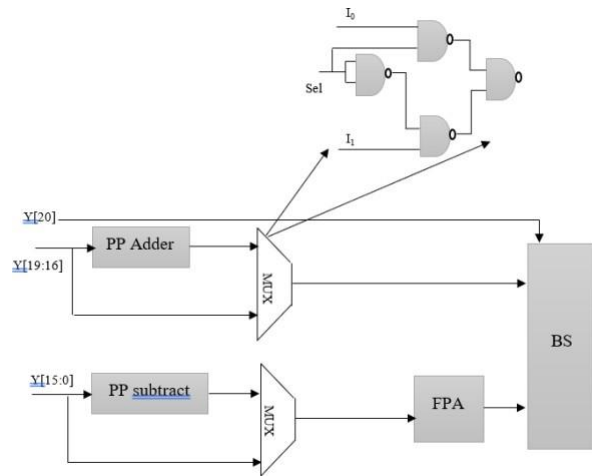 I0
Sel
I1
Y[20]
PP Adder
Y[19:16]
MUX
BS
Y[15:0]
PP subtract
MUX
FPA